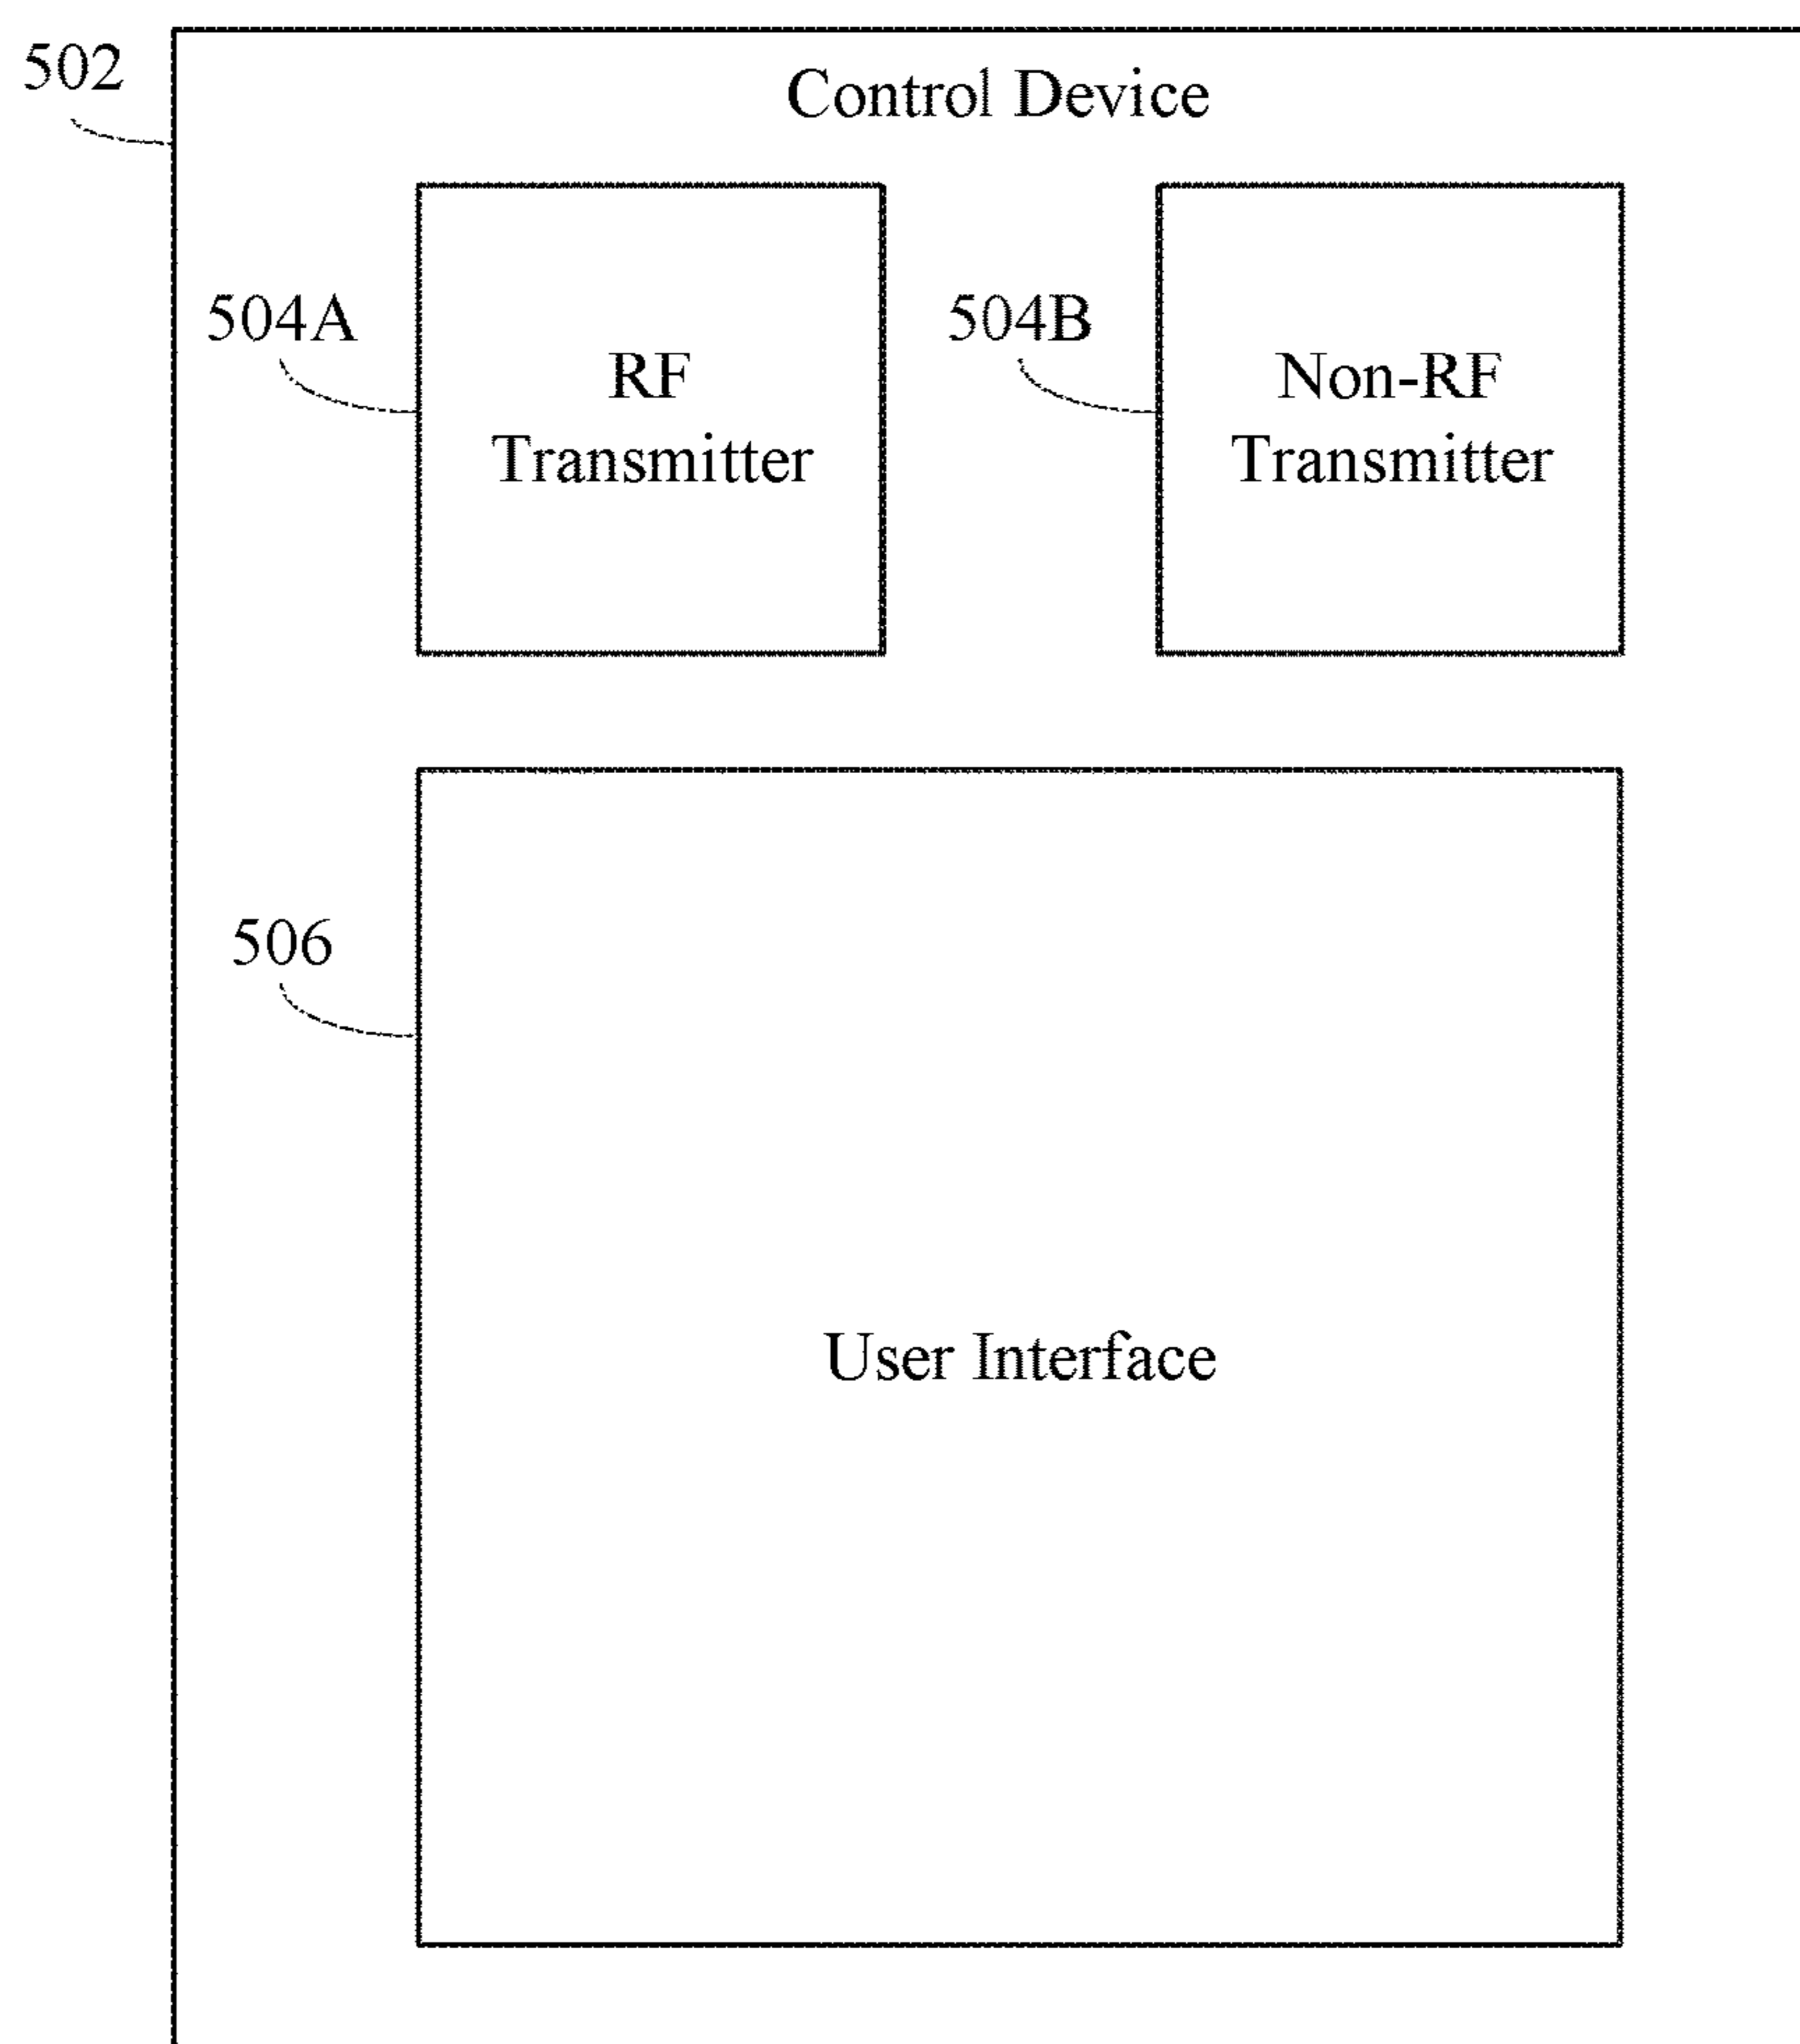 502
Control Device
504A
RF
Transmitter
504B
Non-RF
Transmitter
506
User Interface